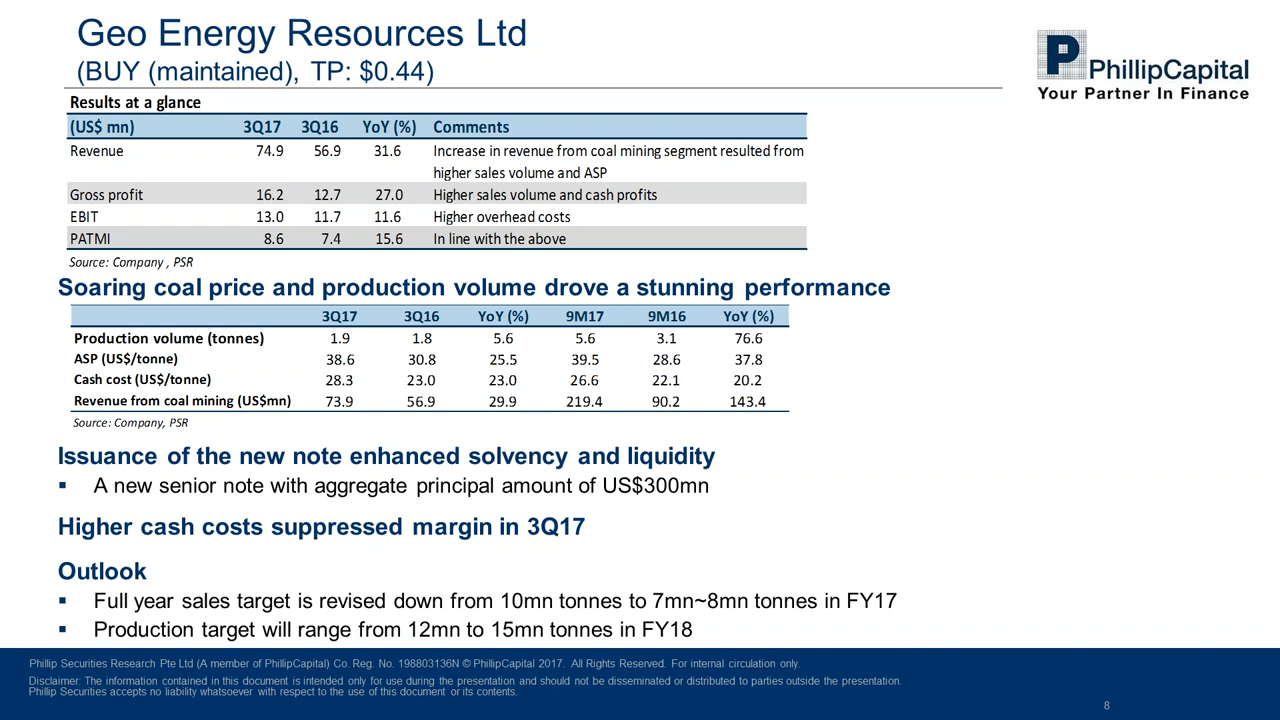 Geo Energy Resources Ltd
(BUY (maintained), TP: $0.44)
P
PhillipCapital
Your Partner In Finance
Results at a glance
(US$ mn) 3Q17 3Q16 YoY (%) Comments
Revenue 74.9 56.9 31.6 Increase in revenue from coal mining segment resulted from
higher sales volume and ASP
Gross profit 16.2 12.7 27.0 Higher sales volume and cash profits
EBIT 13.0 11.7 11.6 Higher overhead costs
PATMI 8.6 7.4 15.6 In line with the above
Source: Company , PSR
Soaring coal price and production volume drove a stunning performance
3Q17 3Q16 YoY (%) 9M17 9M16 YoY (%)
Production volume (tonnes) 1.9 1.8 5.6 5.6 3.1 76.6
ASP (US$/tonne) 38.6 30.8 25.5 39.5 28.6 37.8
Cash cost (US$/tonne) 28.3 23.0 23.0 26.6 22.1 20.2
Revenue from coal mining (US$mn) 73.9 56.9 29.9 219.4 90.2 143.4
Source: Company, PSR
Issuance of the new note enhanced solvency and liquidity
▪ A new senior note with aggregate principal amount of US$300mn
Higher cash costs suppressed margin in 3Q17
Outlook
▪ Full year sales target is revised down from 10mn tonnes to 7mn~8mn tonnes in FY17
▪ Production target will range from 12mn to 15mn tonnes in FY18
Phillip Securities Research Pte Ltd (A member of PhillipCapital) Co. Reg. No. 198803136N © PhillipCapital 2017. All Rights Reserved. For internal circulation only.
Disclaimer: The information contained in this document is intended only for use during the presentation and should not be disseminated or distributed to parties outside the presentation.
Phillip Securities accepts no liability whatsoever with respect to the use of this document or its contents.
8